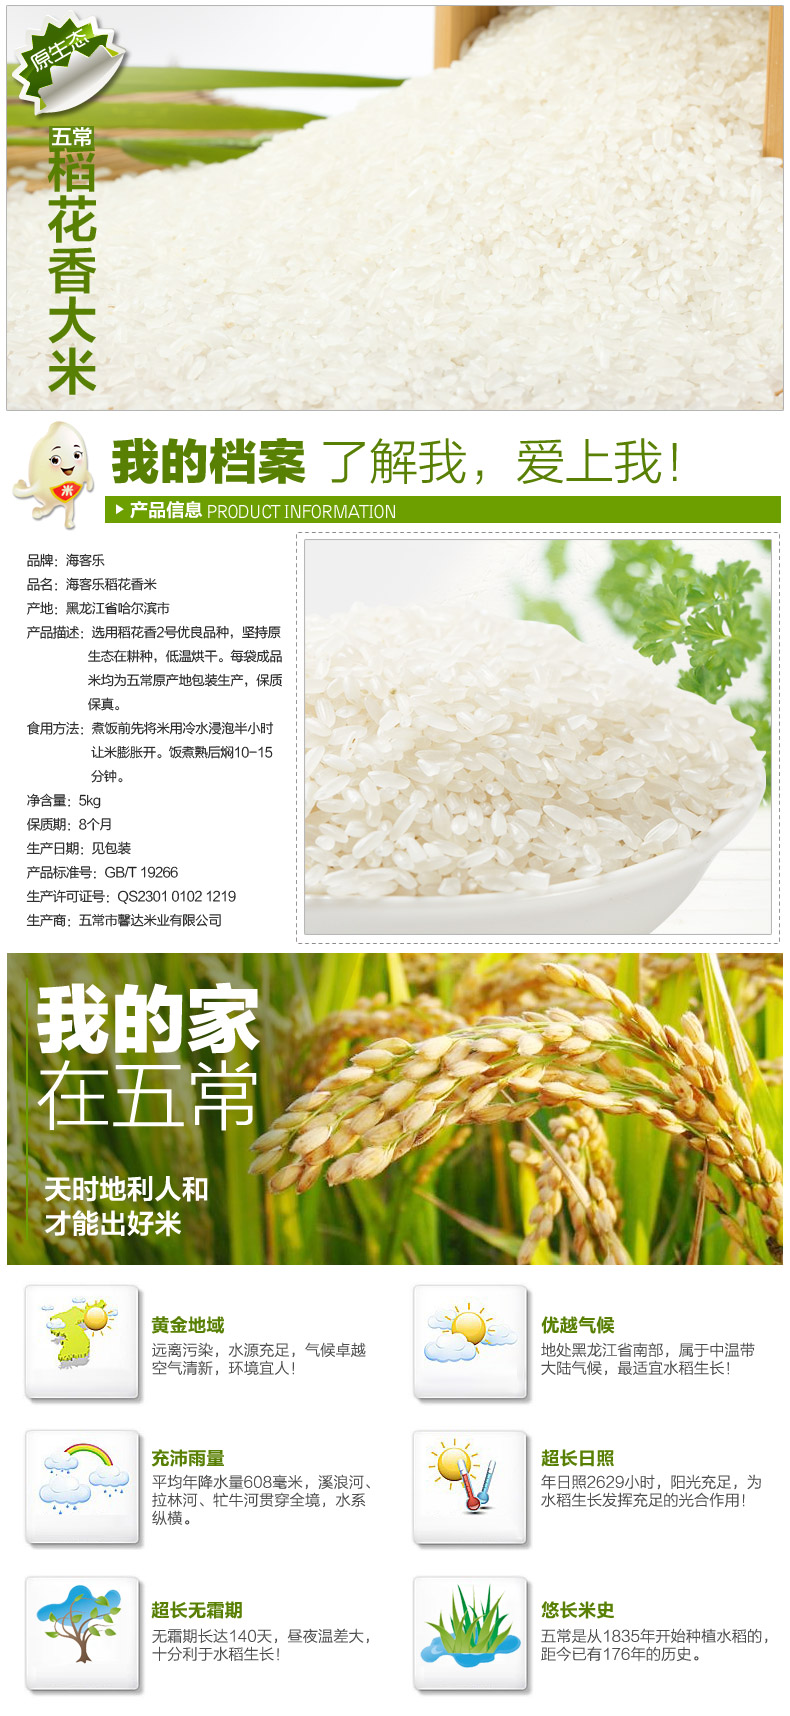 原生态
五常
稻花香大米
我的档案 了解我，爱上我！
米
产品信息 PRODUCT INFORMATION
品牌：海客乐
品名：海客乐稻花香米
产地：黑龙江省哈尔滨市
产品描述：选用稻花香2号优良品种，坚持原
生态在耕种，低温烘干。每袋成品
米均为五常原产地包装生产，保质
保真。
食用方法：煮饭前先将米用冷水浸泡半小时
让米膨胀开。饭煮熟后焖10-15
分钟。
净含量：5kg
保质期：8个月
生产日期：见包装
产品标准号：GB/T 19266
生产许可证号：QS2301 0102 1219
生产商：五常市馨达米业有限公司
我的家
在五常
天时地利人和
才能出好米
黄金地域
远离污染，水源充足，气候卓越
空气清新，环境宜人！
优越气候
地处黑龙江省南部，属于中温带
大陆气候，最适宜水稻生长！
充沛雨量
平均年降水量608毫米，溪浪河、
拉林河、牤牛河贯穿全境，水系
纵横。
超长日照
年日照2629小时，阳光充足，为
水稻生长发挥充足的光合作用！
超长无霜期
无霜期长达140天，昼夜温差大，
十分利于水稻生长！
悠长米史
五常是从1835年开始种植水稻的，
距今已有176年的历史。